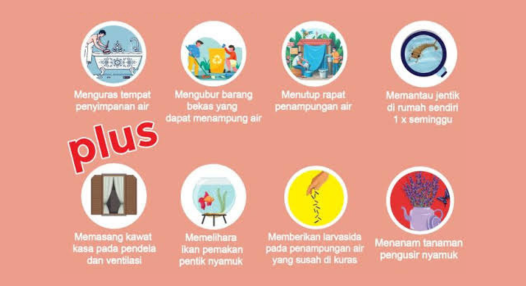 Menguras tempat
penyimpanan air
Mengubur barang
bekas yang
dapat menampung air
Menutup rapat
penampungan air
Memantau jentik
di rumah sendiri
1 x seminggu
plus
Memasang kawat
kasa pada pendela
dan ventilasi
Memelihara
ikan pemakan
pentik nyamuk
Memberikan larvasida
pada penampungan air
yang susah di kuras
Menanam tanaman
pengusir nyamuk